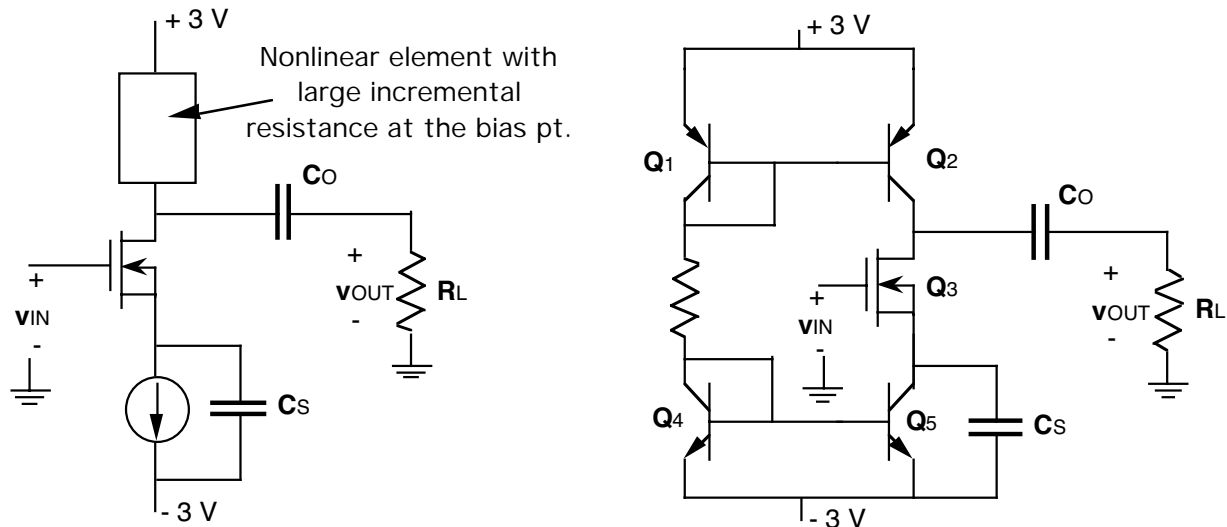 + 3 V
Nonlinear element with
large incremental
resistance at the bias pt.
CO
+
vOUT
-
RL
+
vIN
-
CS
- 3 V
+ 3 V
Q1
Q2
CO
Q3
+
vIN
-
+
vOUT
-
RL
Q4
Q5
CS
- 3 V